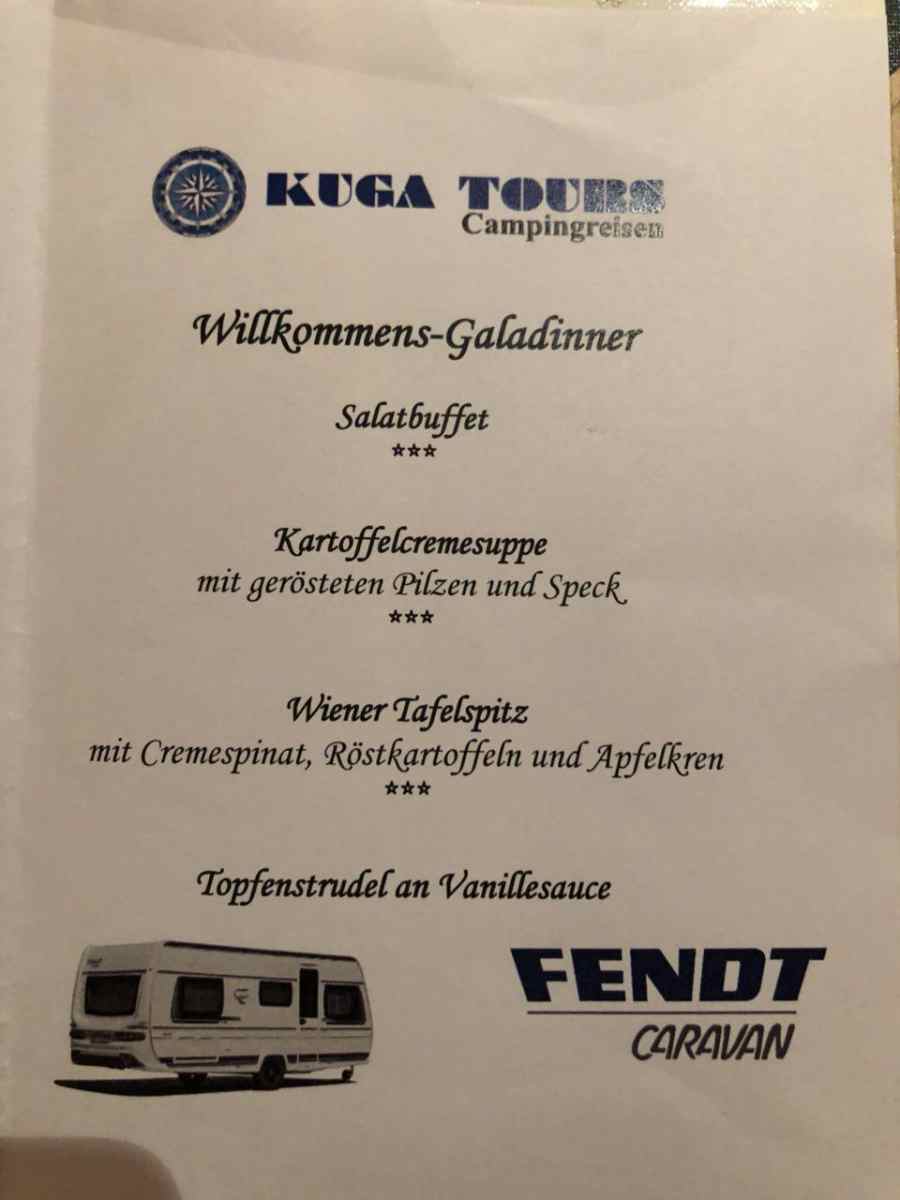 KUGA TOURS
Campingreisen
Willkommens-Galadinner
Salatbuffet
***
Kartoffelcremesuppe
mit gerösteten Pilzen und Speck
***
Wiener Tafelspitz
mit Cremespinat, Röstkartoffeln und Apfelkren
***
Topfenstrudel an Vanillesauce
FENDT
CARAVAN